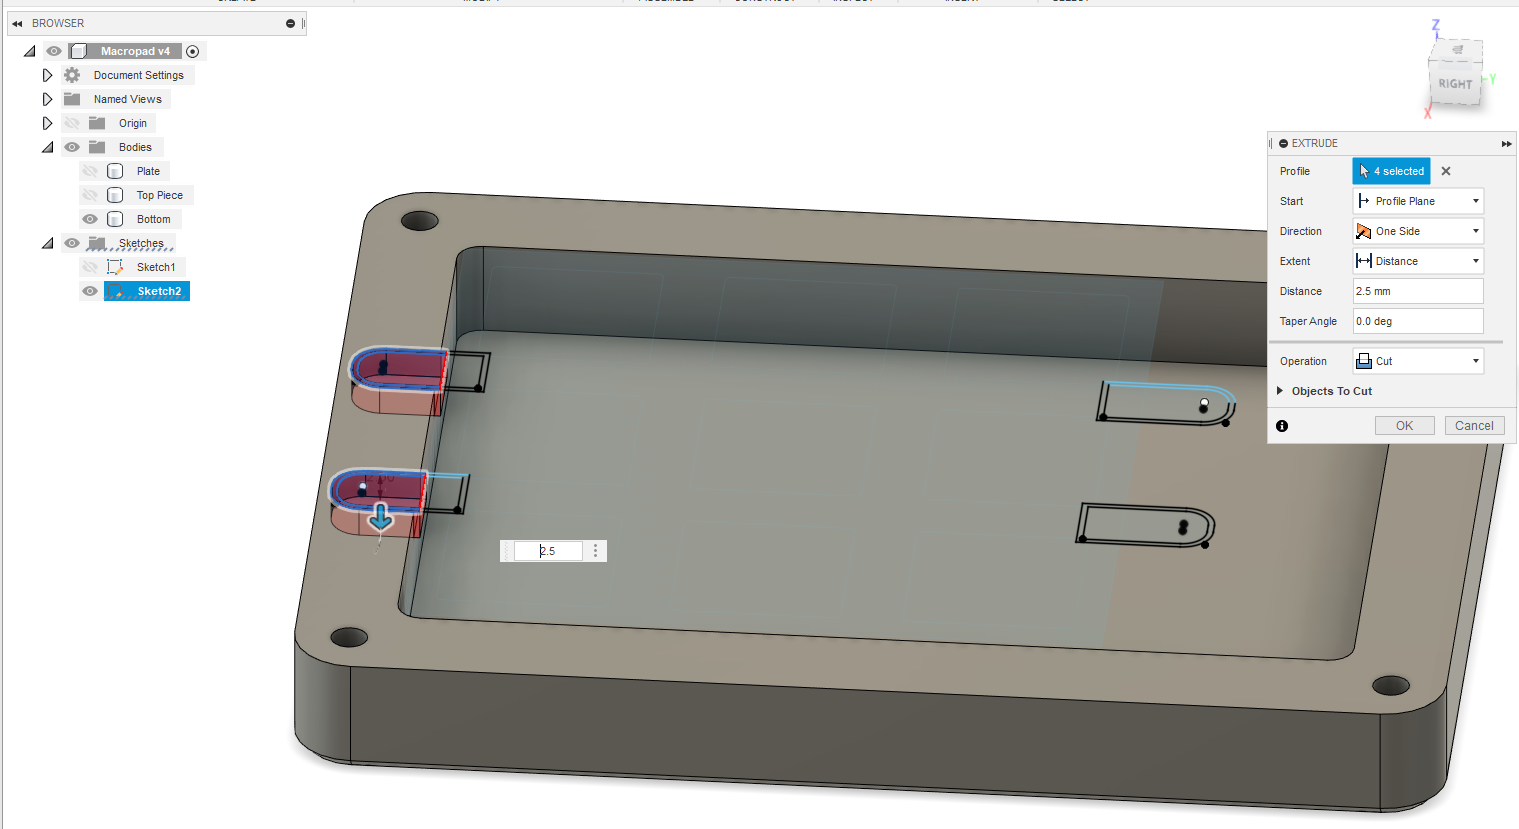 BROWSER
Macropad v4
Document Settings
Named Views
Origin
Bodies
Plate
Top Piece
Bottom
Sketches
Sketch1
Sketch2
Z
RIGHT
Y
X
EXTRUDE
Profile 4 selected
Start Profile Plane
Direction One Side
Extent Distance
Distance 2.5 mm
Taper Angle 0.0 deg
Operation Cut
Objects To Cut
OK Cancel
2.5